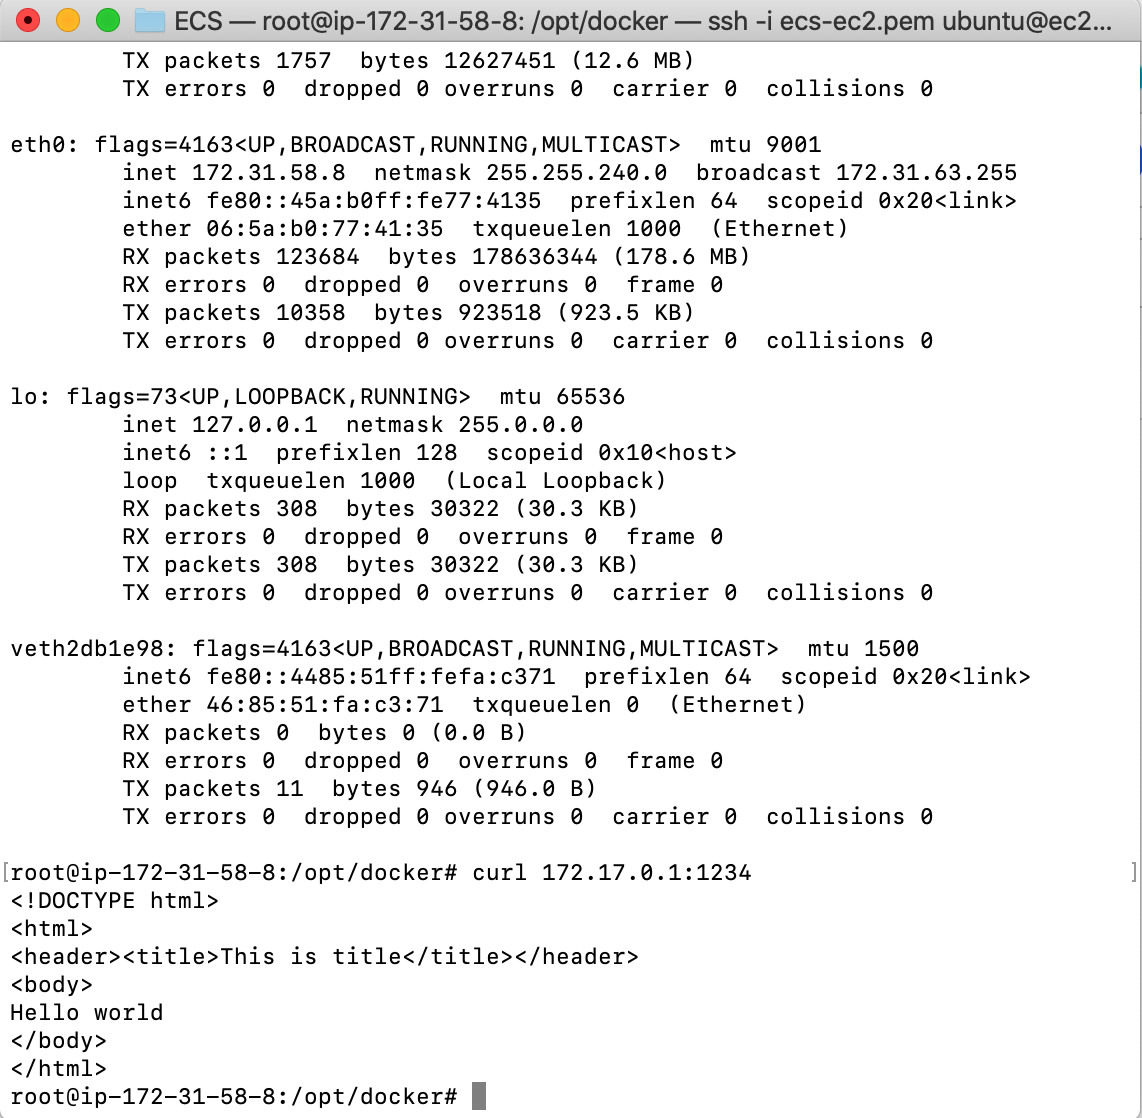 ECS — root@ip-172-31-58-8: /opt/docker — ssh -i ecs-ec2.pem ubuntu@ec2...
TX packets 1757  bytes 12627451 (12.6 MB)
TX errors 0  dropped 0 overruns 0  carrier 0  collisions 0
eth0: flags=4163<UP,BROADCAST,RUNNING,MULTICAST>  mtu 9001
inet 172.31.58.8  netmask 255.255.240.0  broadcast 172.31.63.255
inet6 fe80::45a:b0ff:fe77:4135  prefixlen 64  scopeid 0x20<link>
ether 06:5a:b0:77:41:35  txqueuelen 1000  (Ethernet)
RX packets 123684  bytes 178636344 (178.6 MB)
RX errors 0  dropped 0  overruns 0  frame 0
TX packets 10358  bytes 923518 (923.5 KB)
TX errors 0  dropped 0 overruns 0  carrier 0  collisions 0
lo: flags=73<UP,LOOPBACK,RUNNING>  mtu 65536
inet 127.0.0.1  netmask 255.0.0.0
inet6 ::1  prefixlen 128  scopeid 0x10<host>
loop  txqueuelen 1000  (Local Loopback)
RX packets 308  bytes 30322 (30.3 KB)
RX errors 0  dropped 0  overruns 0  frame 0
TX packets 308  bytes 30322 (30.3 KB)
TX errors 0  dropped 0 overruns 0  carrier 0  collisions 0
veth2db1e98: flags=4163<UP,BROADCAST,RUNNING,MULTICAST>  mtu 1500
inet6 fe80::4485:51ff:fefa:c371  prefixlen 64  scopeid 0x20<link>
ether 46:85:51:fa:c3:71  txqueuelen 0  (Ethernet)
RX packets 0  bytes 0 (0.0 B)
RX errors 0  dropped 0  overruns 0  frame 0
TX packets 11  bytes 946 (946.0 B)
TX errors 0  dropped 0 overruns 0  carrier 0  collisions 0
[root@ip-172-31-58-8:/opt/docker# curl 172.17.0.1:1234 ]
<!DOCTYPE html>
<html>
<header><title>This is title</title></header>
<body>
Hello world
</body>
</html>
root@ip-172-31-58-8:/opt/docker#